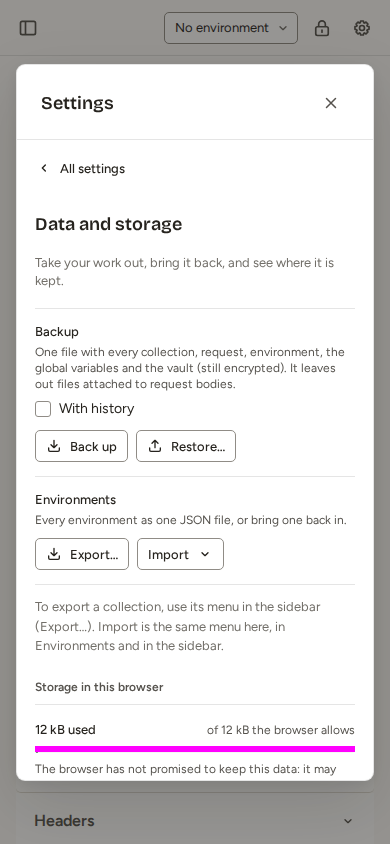 No environment
Settings
All settings
Data and storage
Take your work out, bring it back, and see where it is
kept.
Backup
One file with every collection, request, environment, the
global variables and the vault (still encrypted). It leaves
out files attached to request bodies.
With history
Back up
Restore...
Environments
Every environment as one JSON file, or bring one back in.
Export...
Import
To export a collection, use its menu in the sidebar
(Export...). Import is the same menu here, in
Environments and in the sidebar.
Storage in this browser
12 kB used
of 12 kB the browser allows
The browser has not promised to keep this data: it may
Headers